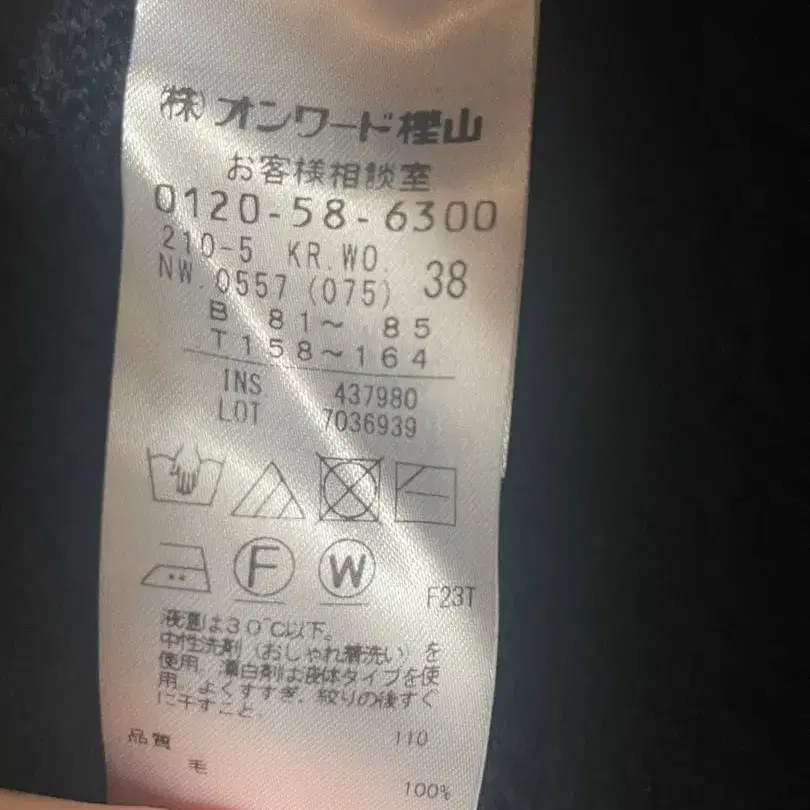 (株)オンワード樫山
お客様相談室
0120-58-6300
210-5 KR.WO.
NW.0557 (075) 38
B 81〜 85
T158〜164
INS 437980
LOT 7036939
F W F23T
液温は30℃以下。
中性洗剤(おしゃれ着洗い)を
使用。漂白剤は液体タイプを使
用。よくすすぎ、絞りの後すぐ
に干すこと。
品質 110
毛
100%